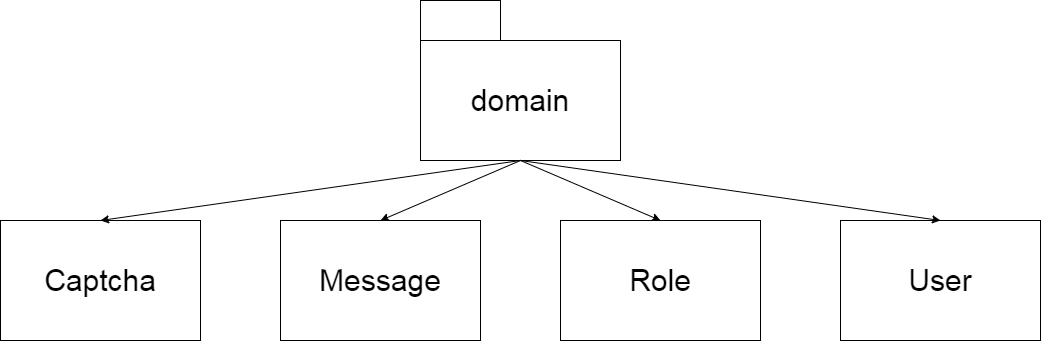 domain
Captcha
Message
Role
User